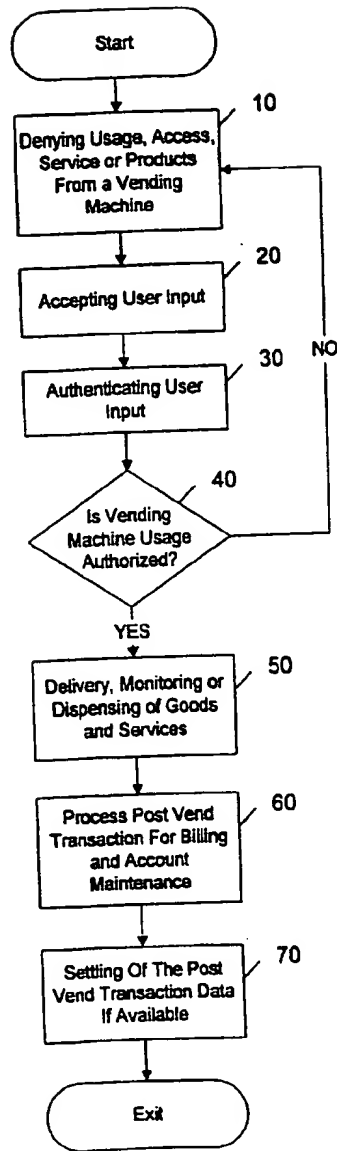 Start
10
Denying Usage, Access,
Service or Products
From a Vending
Machine
20
Accepting User Input
NO
30
Authenticating User
Input
40
Is Vending
Machine Usage
Authorized?
YES
50
Delivery, Monitoring or
Dispensing of Goods
and Services
60
Process Post Vend
Transaction For Billing
and Account
Maintenance
70
Settling Of The Post
Vend Transaction Data
If Available
Exit